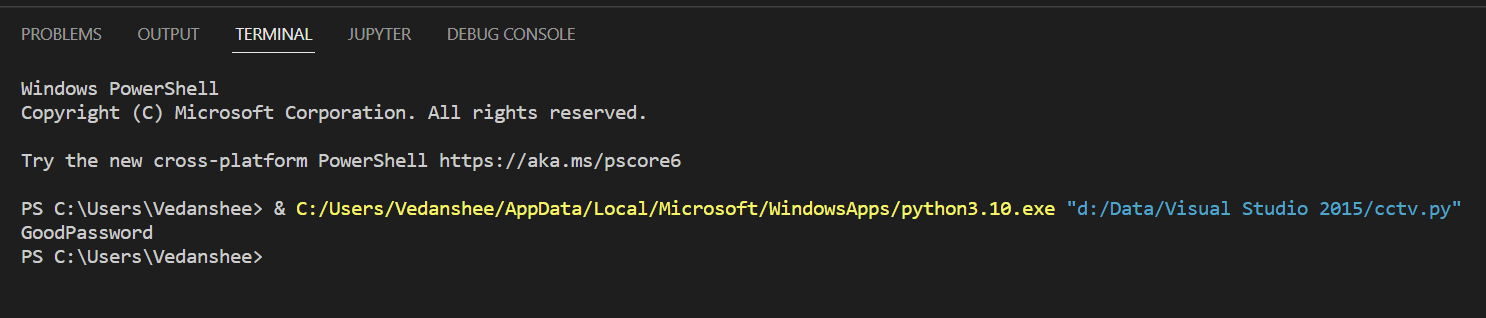 PROBLEMS OUTPUT TERMINAL JUPYTER DEBUG CONSOLE
Windows PowerShell
Copyright (C) Microsoft Corporation. All rights reserved.
Try the new cross-platform PowerShell https://aka.ms/pscore6
PS C:\Users\Vedanshee> & C:/Users/Vedanshee/AppData/Local/Microsoft/WindowsApps/python3.10.exe "d:/Data/Visual Studio 2015/cctv.py"
GoodPassword
PS C:\Users\Vedanshee>